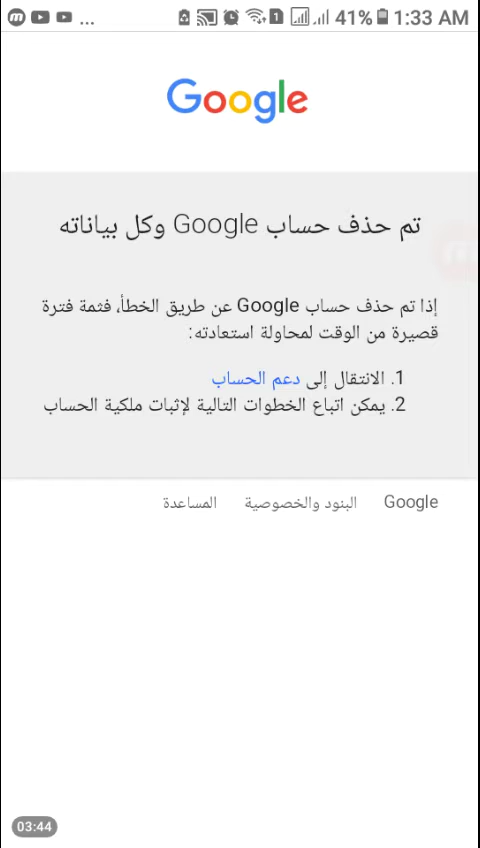 ... 41% 1:33 AM
Google
تم حذف حساب Google وكل بياناته
إذا تم حذف حساب Google عن طريق الخطأ، فثمة فترة
قصيرة من الوقت لمحاولة استعادته:
1. الانتقال إلى دعم الحساب
2. يمكن اتباع الخطوات التالية لإثبات ملكية الحساب
Google البنود والخصوصية المساعدة
03:44